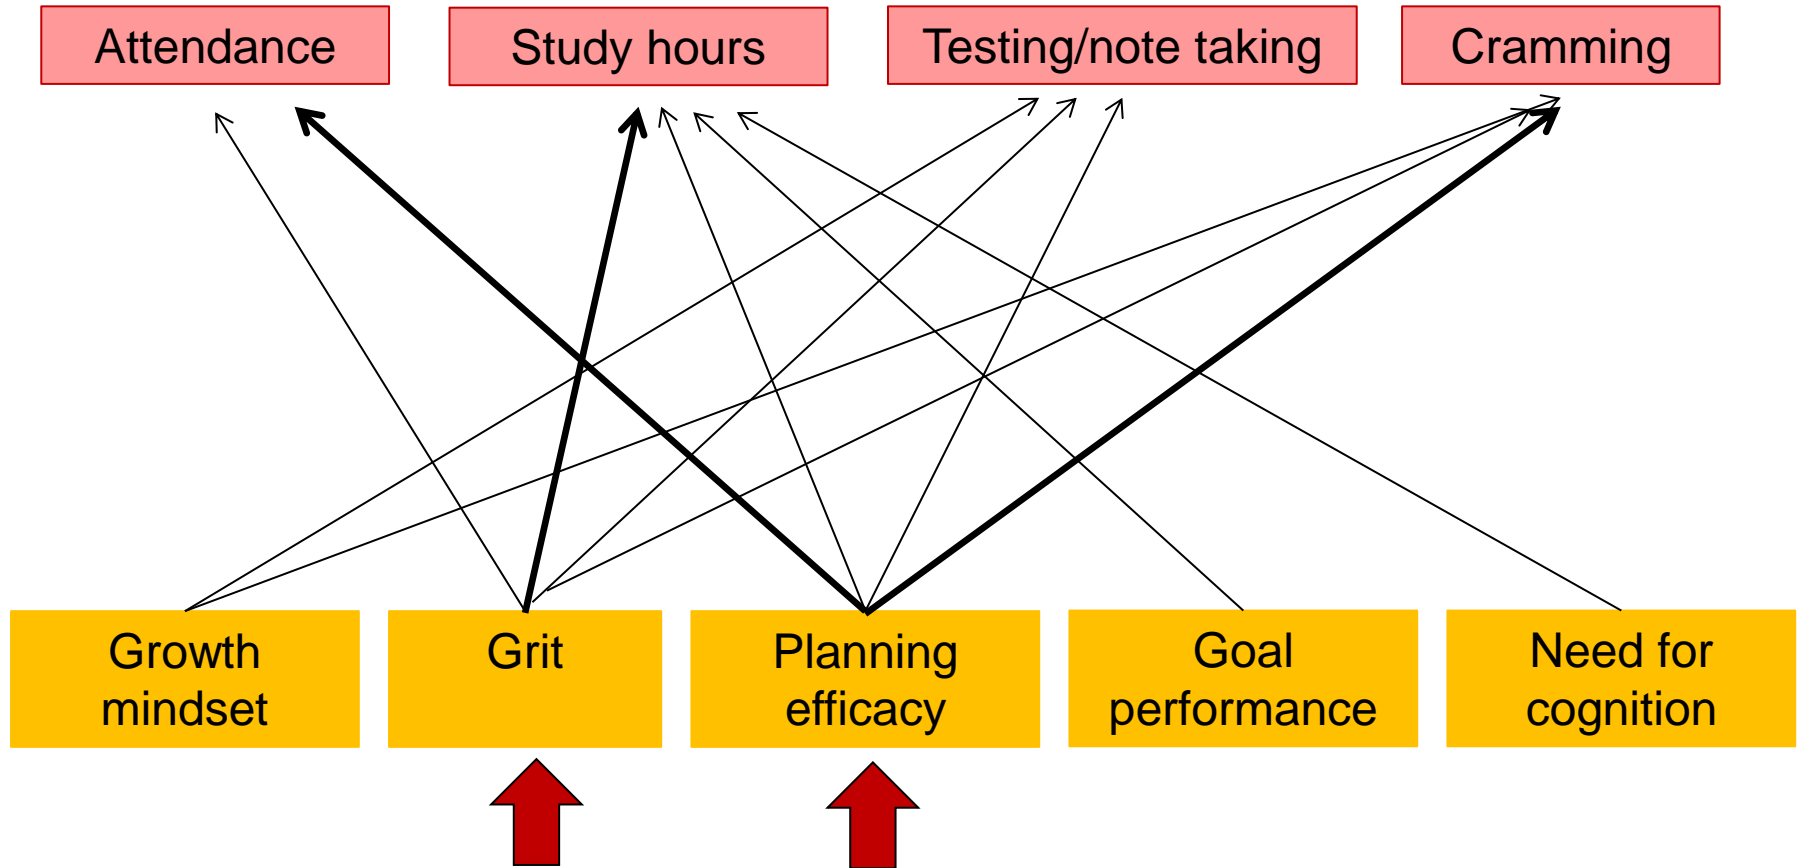 Attendance
Study hours
Testing/note taking
Cramming
Growth
mindset
Grit
Planning
efficacy
Goal
performance
Need for
cognition